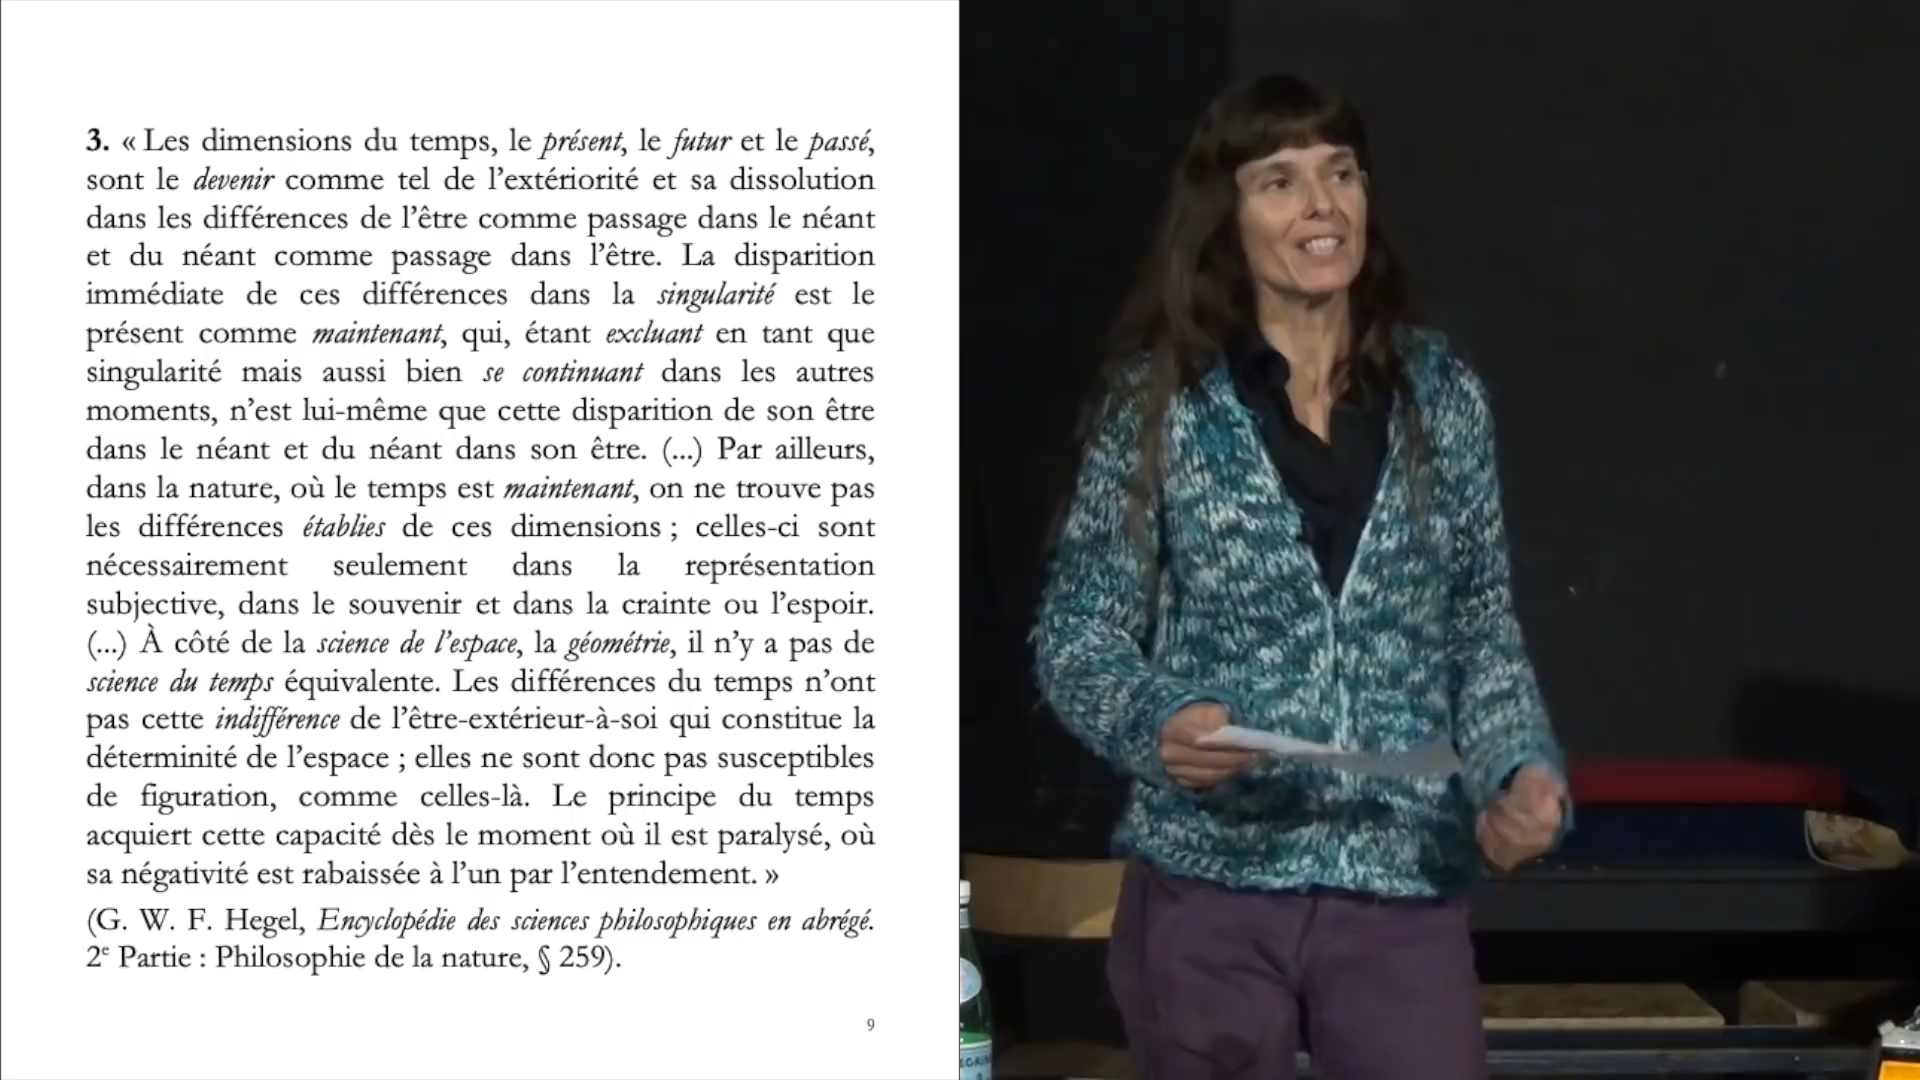 3. « Les dimensions du temps, le présent, le futur et le passé,
sont le devenir comme tel de l’extériorité et sa dissolution
dans les différences de l’être comme passage dans le néant
et du néant comme passage dans l’être. La disparition
immédiate de ces différences dans la singularité est le
présent comme maintenant, qui, étant excluant en tant que
singularité mais aussi bien se continuant dans les autres
moments, n’est lui-même que cette disparition de son être
dans le néant et du néant dans son être. (...) Par ailleurs,
dans la nature, où le temps est maintenant, on ne trouve pas
les différences établies de ces dimensions ; celles-ci sont
nécessairement seulement dans la représentation
subjective, dans le souvenir et dans la crainte ou l’espoir.
(...) À côté de la science de l’espace, la géométrie, il n’y a pas de
science du temps équivalente. Les différences du temps n’ont
pas cette indifférence de l’être-extérieur-à-soi qui constitue la
déterminité de l’espace ; elles ne sont donc pas susceptibles
de figuration, comme celles-là. Le principe du temps
acquiert cette capacité dès le moment où il est paralysé, où
sa négativité est rabaissée à l’un par l’entendement. »
(G. W. F. Hegel, Encyclopédie des sciences philosophiques en abrégé.
2e Partie : Philosophie de la nature, § 259).
9